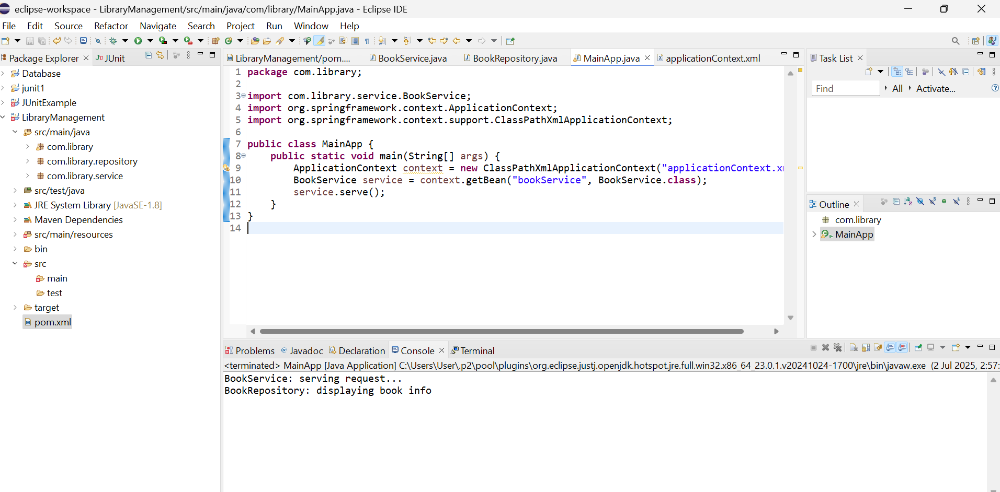 eclipse-workspace - LibraryManagement/src/main/java/com/library/MainApp.java - Eclipse IDE
File Edit Source Refactor Navigate Search Project Run Window Help
Package Explorer
JUnit
Database
junit1
JUnitExample
LibraryManagement
src/main/java
com.library
com.library.repository
com.library.service
src/test/java
JRE System Library [JavaSE-1.8]
Maven Dependencies
src/main/resources
bin
src
main
test
target
pom.xml
LibraryManagement/pom....
BookService.java
BookRepository.java
MainApp.java
applicationContext.xml
1 package com.library;
2
3 import com.library.service.BookService;
4 import org.springframework.context.ApplicationContext;
5 import org.springframework.context.support.ClassPathXmlApplicationContext;
6
7 public class MainApp {
8 public static void main(String[] args) {
9 ApplicationContext context = new ClassPathXmlApplicationContext("applicationContext.x
10 BookService service = context.getBean("bookService", BookService.class);
11 service.serve();
12 }
13 }
14
Task List
Find
All
Activate...
Outline
com.library
MainApp
Problems
Javadoc
Declaration
Console
Terminal
<terminated> MainApp [Java Application] C:\Users\User\.p2\pool\plugins\org.eclipse.justj.openjdk.hotspot.jre.full.win32.x86_64_23.0.1.v20241024-1700\jre\bin\javaw.exe (2 Jul 2025, 2:57:
BookService: serving request...
BookRepository: displaying book info